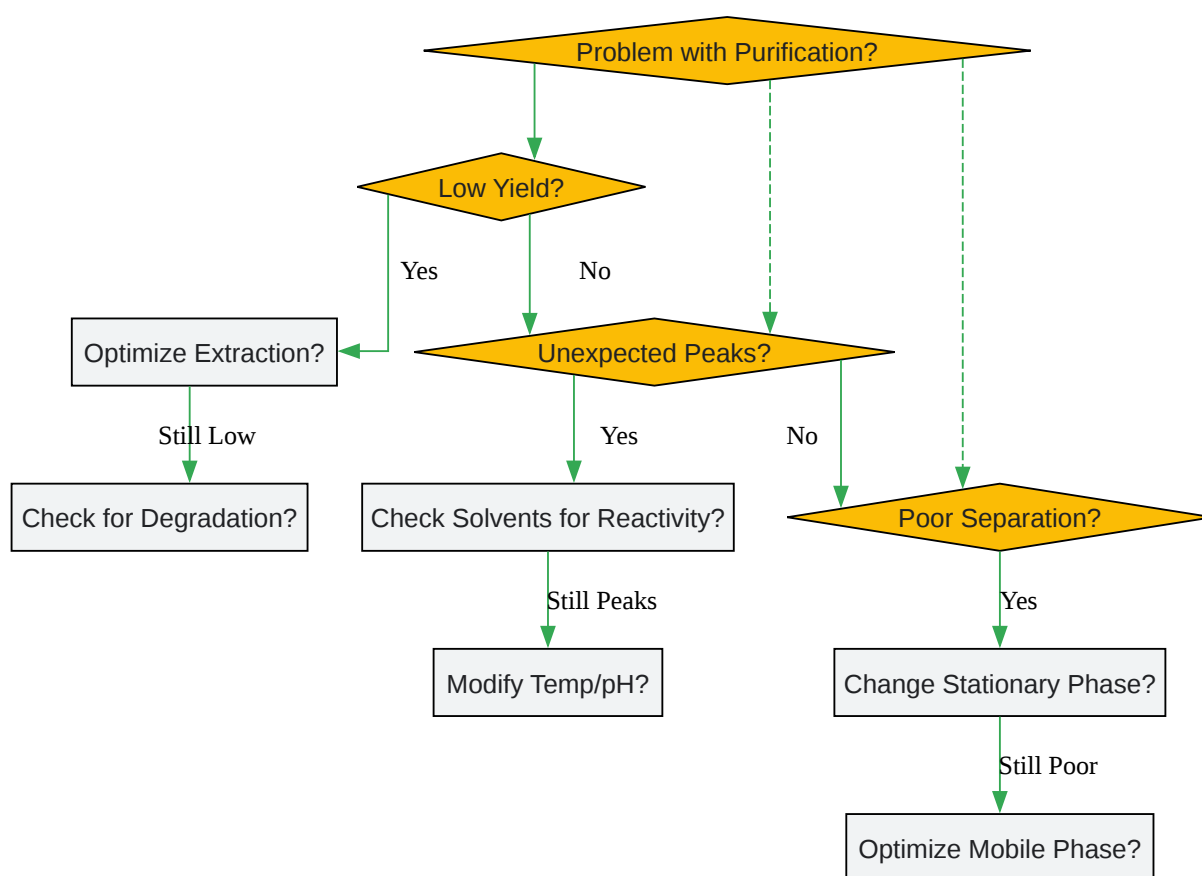 Problem with Purification?
Low Yield?
Yes
No
Optimize Extraction?
Unexpected Peaks?
Still Low
Yes
No
Check for Degradation?
Check Solvents for Reactivity?
Poor Separation?
Still Peaks
Yes
Modify Temp/pH?
Change Stationary Phase?
Still Poor
Optimize Mobile Phase?